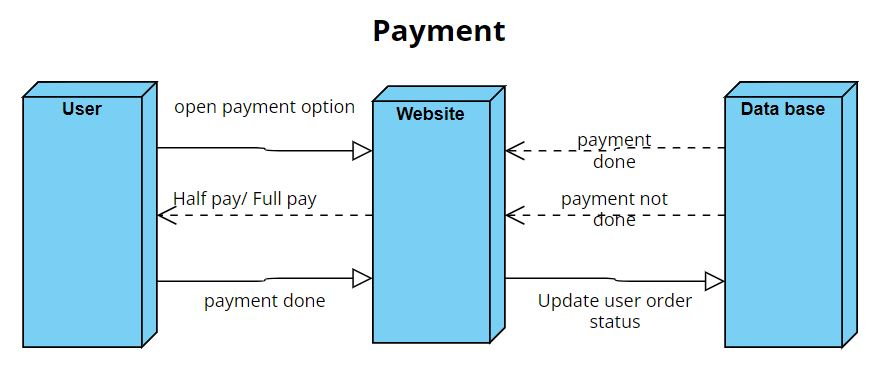 Payment
User
Website
Data base
open payment option
payment
done
Half pay/ Full pay
payment not
done
payment done
Update user order
status